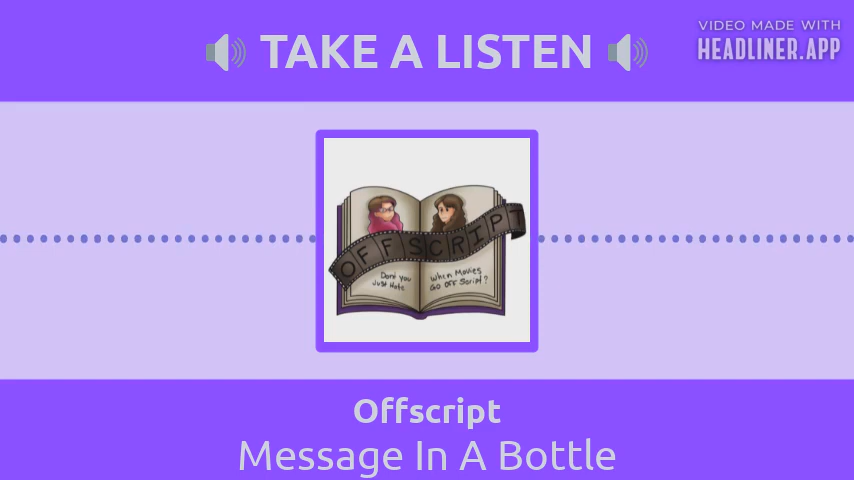 TAKE A LISTEN
VIDEO MADE WITH
HEADLINER.APP
OFFSCRIPT
Don't you
Just Hate
When Movies
Go Off Script?
Offscript
Message In A Bottle